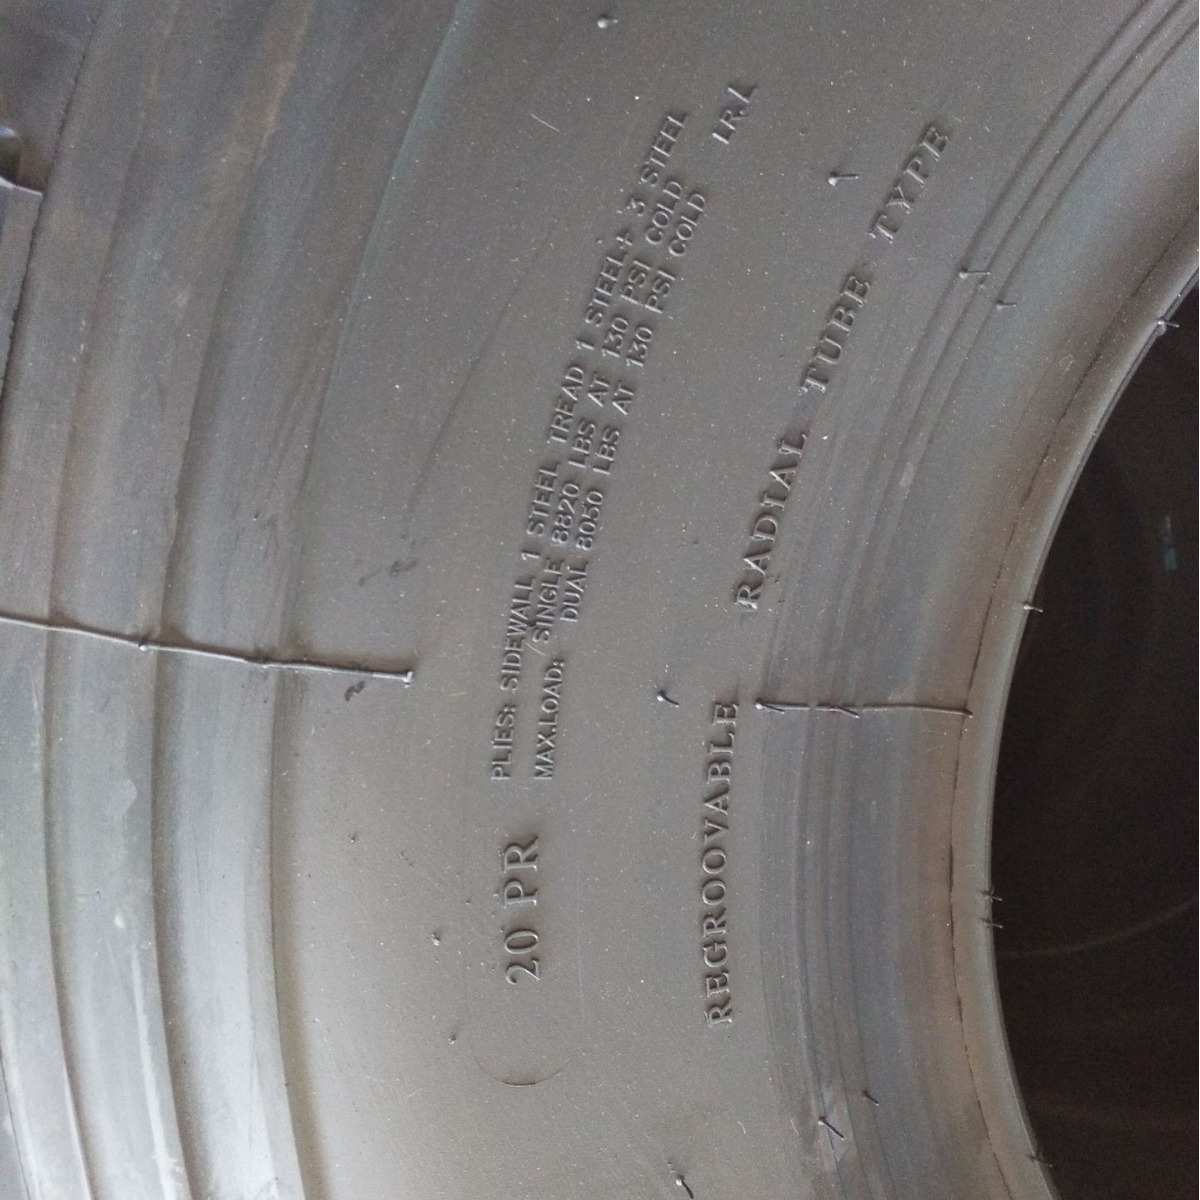 20 PR
PLIES: SIDEWALL 1 STEEL TREAD 1 STEEL+ 3 STEEL
MAX.LOAD: SINGLE 8820 LBS AT 130 PSI COLD
DUAL 8050 LBS AT 130 PSI COLD
REGROOVABLE RADIAL TUBE TYPE